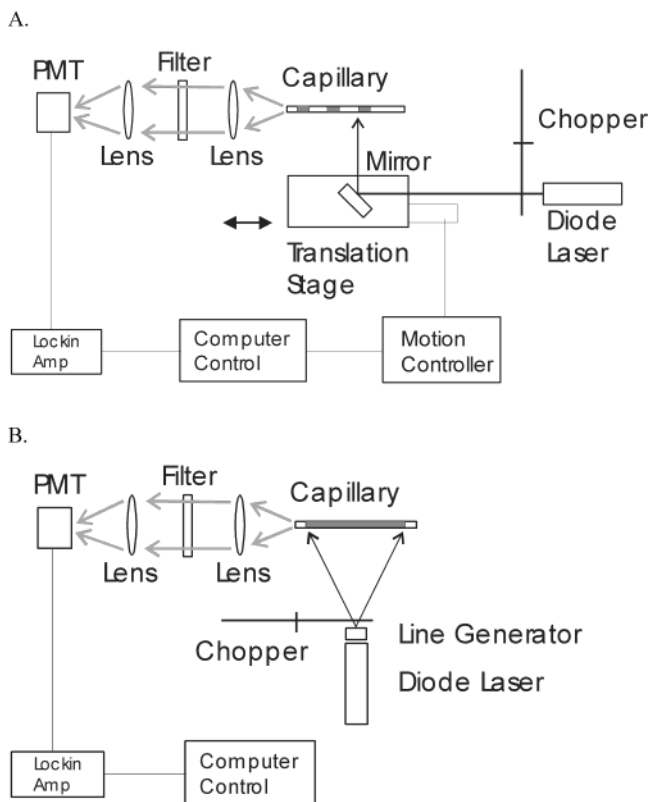 A.
PMT
Filter
Capillary
Chopper
Lens
Lens
Mirror
Diode
Laser
Translation
Stage
Lockin
Amp
Computer
Control
Motion
Controller
B.
PMT
Filter
Capillary
Lens
Lens
Chopper
Line Generator
Diode Laser
Lockin
Amp
Computer
Control